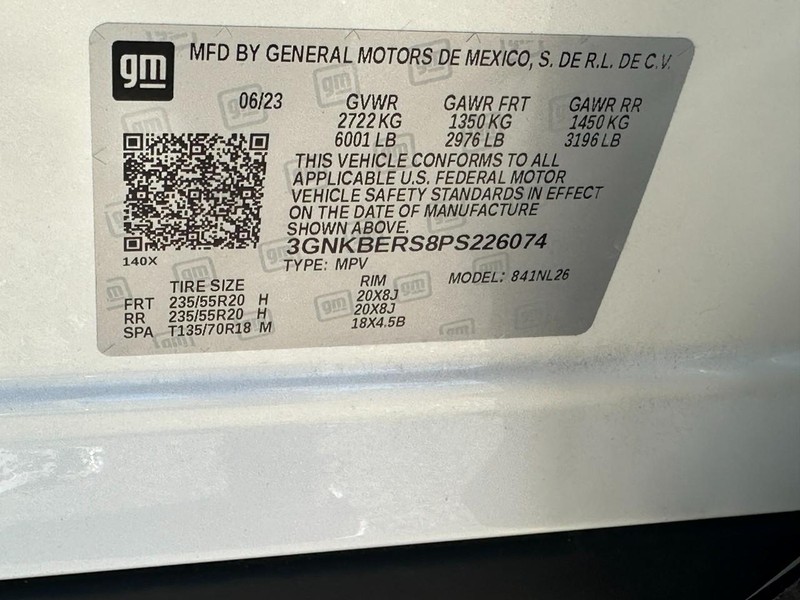 gm MFD BY GENERAL MOTORS DE MEXICO, S. DE R.L. DE C.V.
06/23 GVWR GAWR FRT GAWR RR
2722 KG 1350 KG 1450 KG
6001 LB 2976 LB 3196 LB
THIS VEHICLE CONFORMS TO ALL
APPLICABLE U.S. FEDERAL MOTOR
VEHICLE SAFETY STANDARDS IN EFFECT
ON THE DATE OF MANUFACTURE
SHOWN ABOVE.
3GNKBERS8PS226074
140X
TYPE: MPV MODEL: 841NL26
TIRE SIZE RIM
FRT 235/55R20 H 20X8J
RR 235/55R20 H 20X8J
SPA T135/70R18 M 18X4.5B